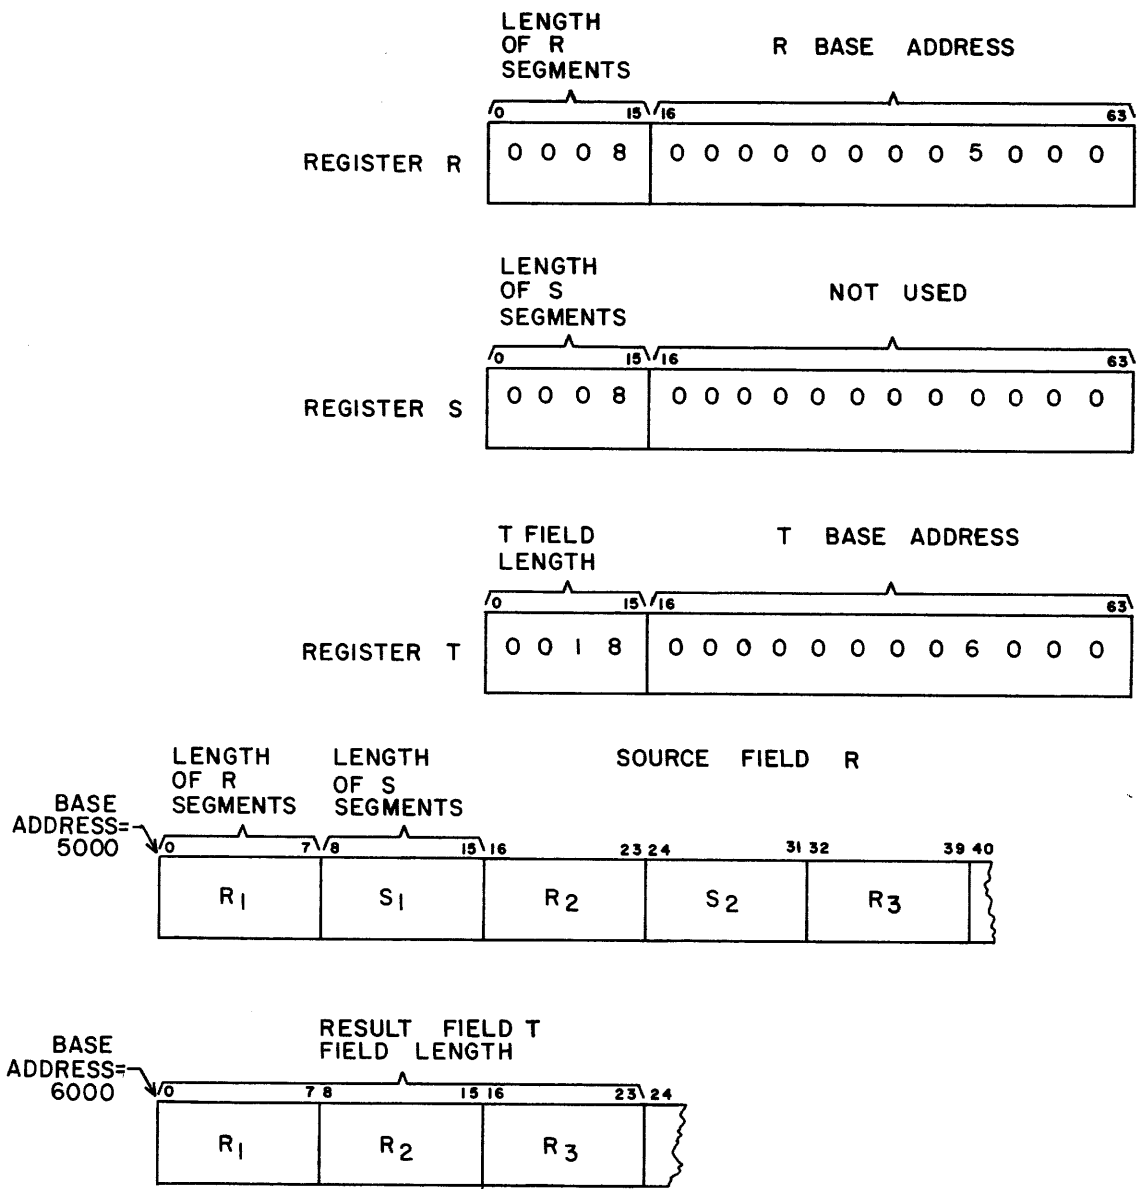 LENGTH
OF R
SEGMENTS
R BASE ADDRESS
0 15 16 63
REGISTER R
0 0 0 8 0 0 0 0 0 0 0 0 5 0 0 0
LENGTH
OF S
SEGMENTS
NOT USED
0 15 16 63
REGISTER S
0 0 0 8 0 0 0 0 0 0 0 0 0 0 0 0
T FIELD
LENGTH
T BASE ADDRESS
0 15 16 63
REGISTER T
0 0 1 8 0 0 0 0 0 0 0 0 6 0 0 0
LENGTH
OF R
SEGMENTS
LENGTH
OF S
SEGMENTS
SOURCE FIELD R
BASE
ADDRESS=
5000
0 7 8 15 16 23 24 31 32 39 40
R1 S1 R2 S2 R3
RESULT FIELD T
FIELD LENGTH
BASE
ADDRESS=
6000
0 7 8 15 16 23 24
R1 R2 R3